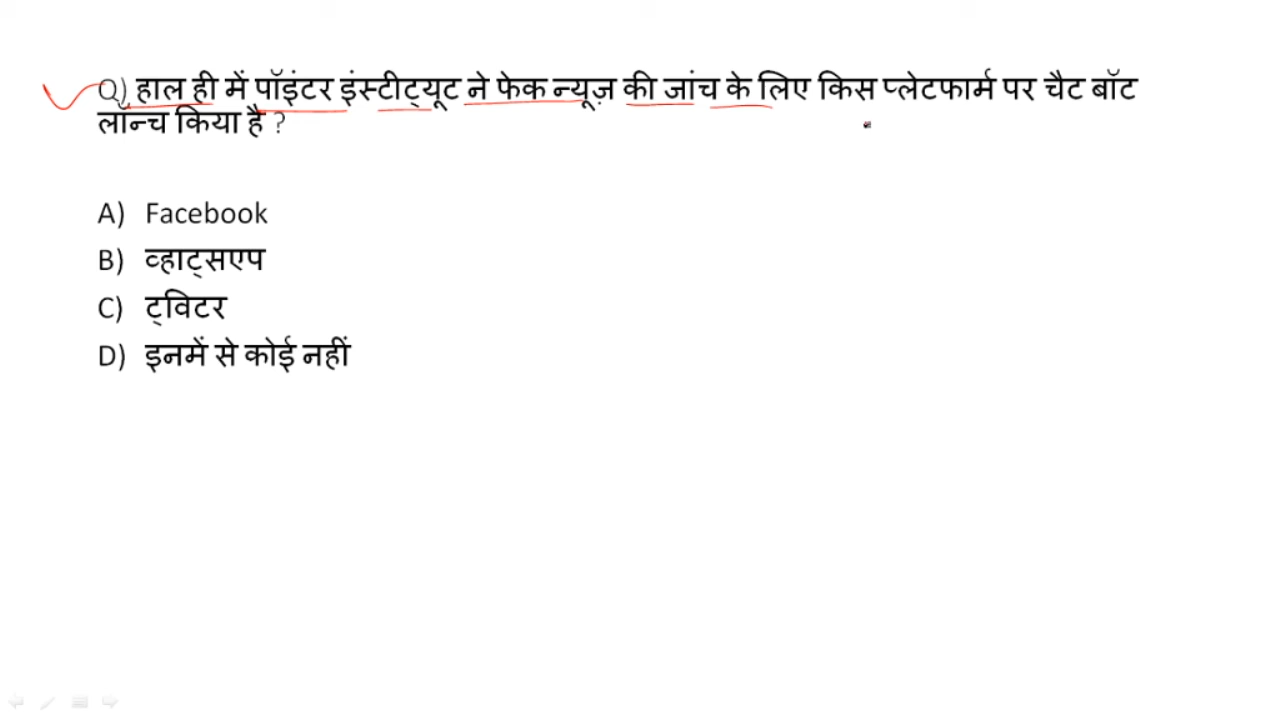 Q) हाल ही में पॉइंटर इंस्टीट्यूट ने फेक न्यूज़ की जांच के लिए किस प्लेटफार्म पर चैट बॉट
लॉन्च किया है ?
A) Facebook
B) व्हाट्सएप
C) ट्विटर
D) इनमें से कोई नहीं